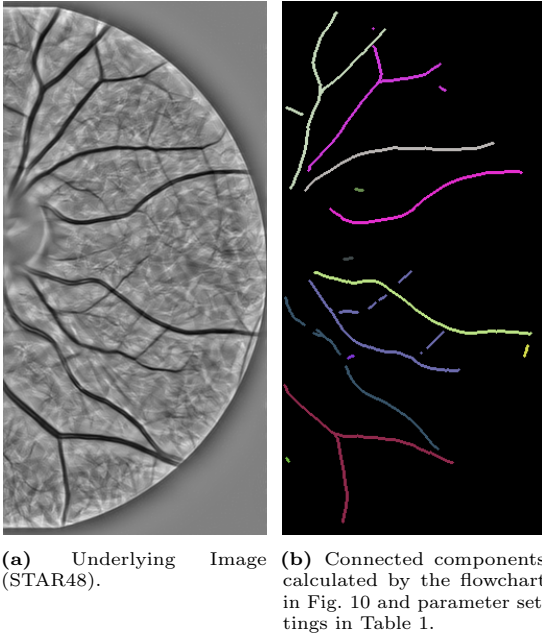 (a) Underlying Image
(STAR48).
(b) Connected components
calculated by the flowchart
in Fig. 10 and parameter set-
tings in Table 1.